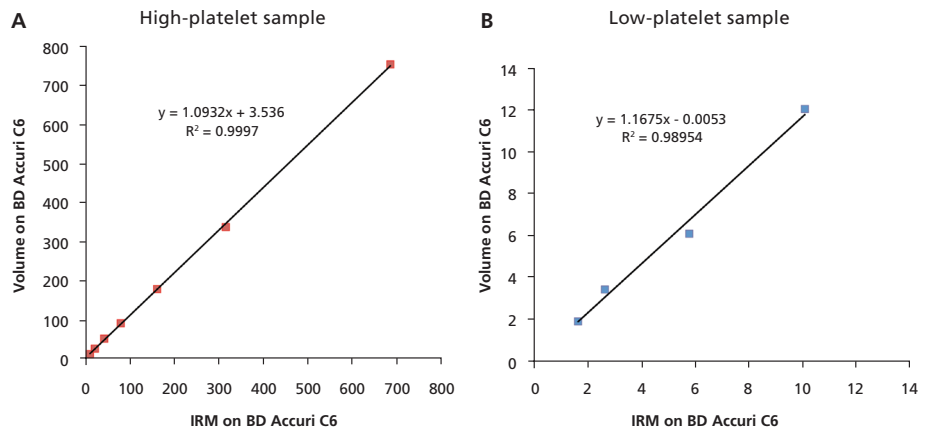 A
High-platelet sample
800
700
600
500
400
300
200
100
0
Volume on BD Accuri C6
y = 1.0932x + 3.536
R² = 0.9997
0 100 200 300 400 500 600 700 800
IRM on BD Accuri C6
B
Low-platelet sample
14
12
10
8
6
4
2
0
Volume on BD Accuri C6
y = 1.1675x - 0.0053
R² = 0.98954
0 2 4 6 8 10 12 14
IRM on BD Accuri C6